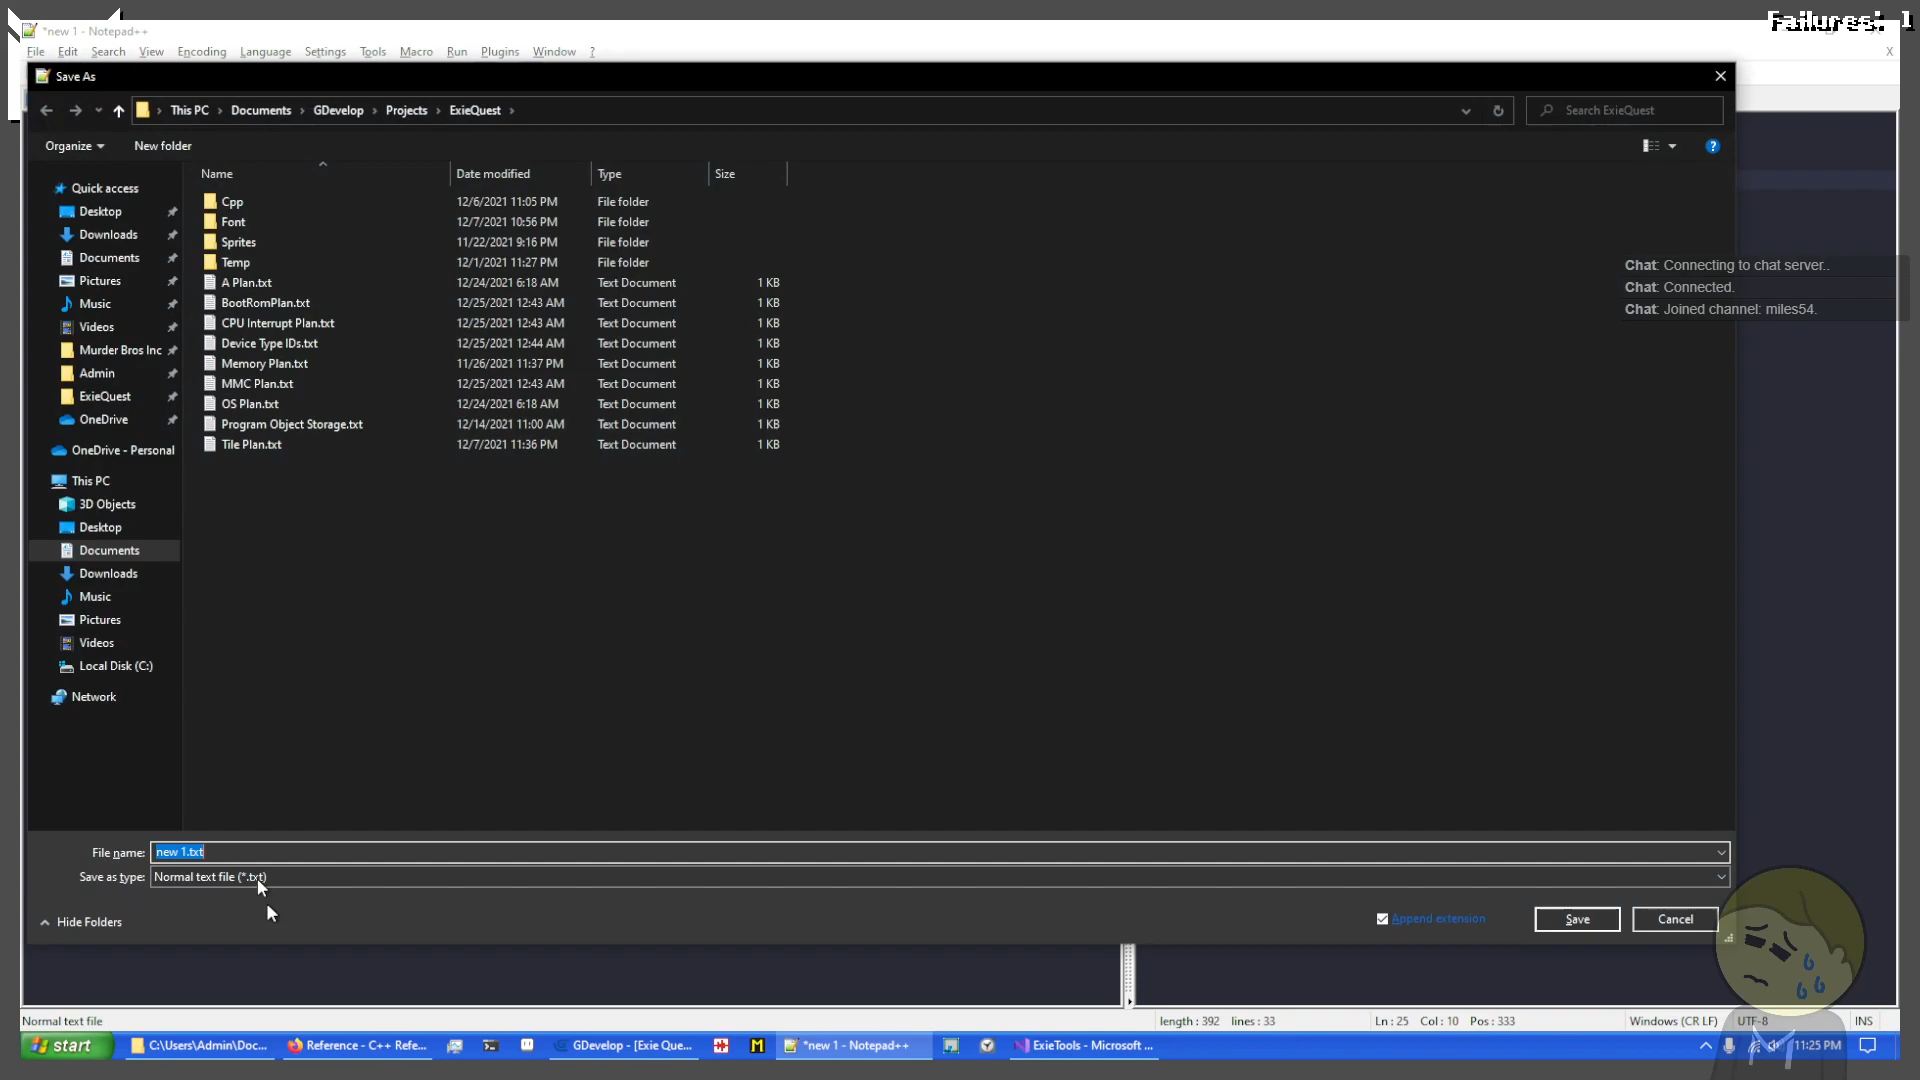 Failures: 1
*new 1 - Notepad++
File Edit Search View Encoding Language Settings Tools Macro Run Plugins Window ? X
Save As
This PC › Documents › GDevelop › Projects › ExieQuest ›
Search ExieQuest
Organize New folder
Name Date modified Type Size
Cpp 12/6/2021 11:05 PM File folder
Font 12/7/2021 10:56 PM File folder
Sprites 11/22/2021 9:16 PM File folder
Temp 12/1/2021 11:27 PM File folder
A Plan.txt 12/24/2021 6:18 AM Text Document 1 KB
BootRomPlan.txt 12/25/2021 12:43 AM Text Document 1 KB
CPU Interrupt Plan.txt 12/25/2021 12:43 AM Text Document 1 KB
Device Type IDs.txt 12/25/2021 12:44 AM Text Document 1 KB
Memory Plan.txt 11/26/2021 11:37 PM Text Document 1 KB
MMC Plan.txt 12/25/2021 12:43 AM Text Document 1 KB
OS Plan.txt 12/24/2021 6:18 AM Text Document 1 KB
Program Object Storage.txt 12/14/2021 11:00 AM Text Document 1 KB
Tile Plan.txt 12/7/2021 11:36 PM Text Document 1 KB
Quick access
Desktop
Downloads
Documents
Pictures
Music
Videos
Murder Bros Inc
Admin
ExieQuest
OneDrive
OneDrive - Personal
This PC
3D Objects
Desktop
Documents
Downloads
Music
Pictures
Videos
Local Disk (C:)
Network
Chat: Connecting to chat server..
Chat: Connected.
Chat: Joined channel: miles54.
File name: new 1.txt
Save as type: Normal text file (*.txt)
Hide Folders
Append extension
Save
Cancel
Normal text file length : 392 lines : 33 Ln : 25 Col : 10 Pos : 333 Windows (CR LF) UTF-8 INS
start C:\Users\Admin\Doc... Reference - C++ Refe... GDevelop - [Exie Que... *new 1 - Notepad++ ExieTools - Microsoft ... 11:25 PM